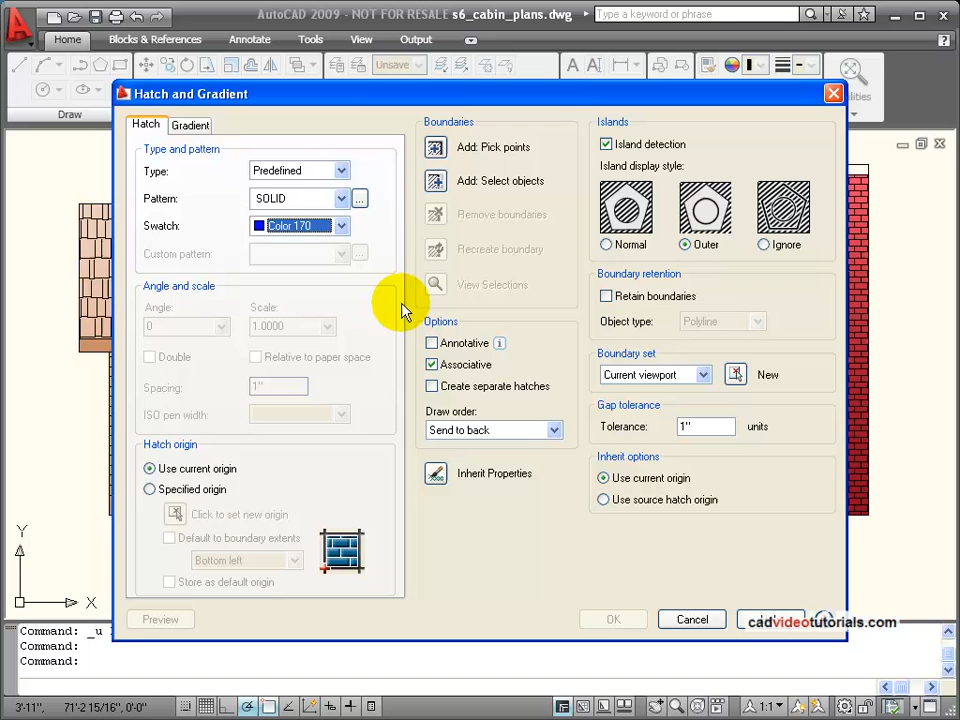 AutoCAD 2009 - NOT FOR RESALE s6_cabin_plans.dwg
Type a keyword or phrase
Home Blocks & References Annotate Tools View Output
Unsave
Draw
Hatch and Gradient
Hatch Gradient
Type and pattern
Type: Predefined
Pattern: SOLID
...
Swatch: Color 170
Custom pattern:
...
Angle and scale
Angle: Scale:
0 1.0000
Double Relative to paper space
Spacing: 1"
ISO pen width:
Hatch origin
Use current origin
Specified origin
Click to set new origin
Default to boundary extents
Bottom left
Store as default origin
Preview
Boundaries
Add: Pick points
Add: Select objects
Remove boundaries
Recreate boundary
View Selections
Options
Annotative
Associative
Create separate hatches
Draw order:
Send to back
Inherit Properties
Islands
Island detection
Island display style:
Normal Outer Ignore
Boundary retention
Retain boundaries
Object type: Polyline
Boundary set
Current viewport New
Gap tolerance
Tolerance: 1" units
Inherit options
Use current origin
Use source hatch origin
OK Cancel
cadvideotutorials.com
Y
X
Command: _u
Command:
Command:
3'-11", 71'-2 15/16", 0'-0"
1:1